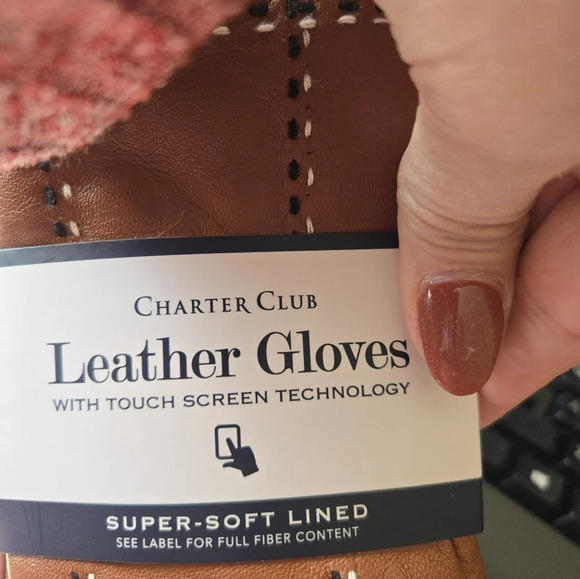 CHARTER CLUB
Leather Gloves
WITH TOUCH SCREEN TECHNOLOGY
SUPER-SOFT LINED
SEE LABEL FOR FULL FIBER CONTENT